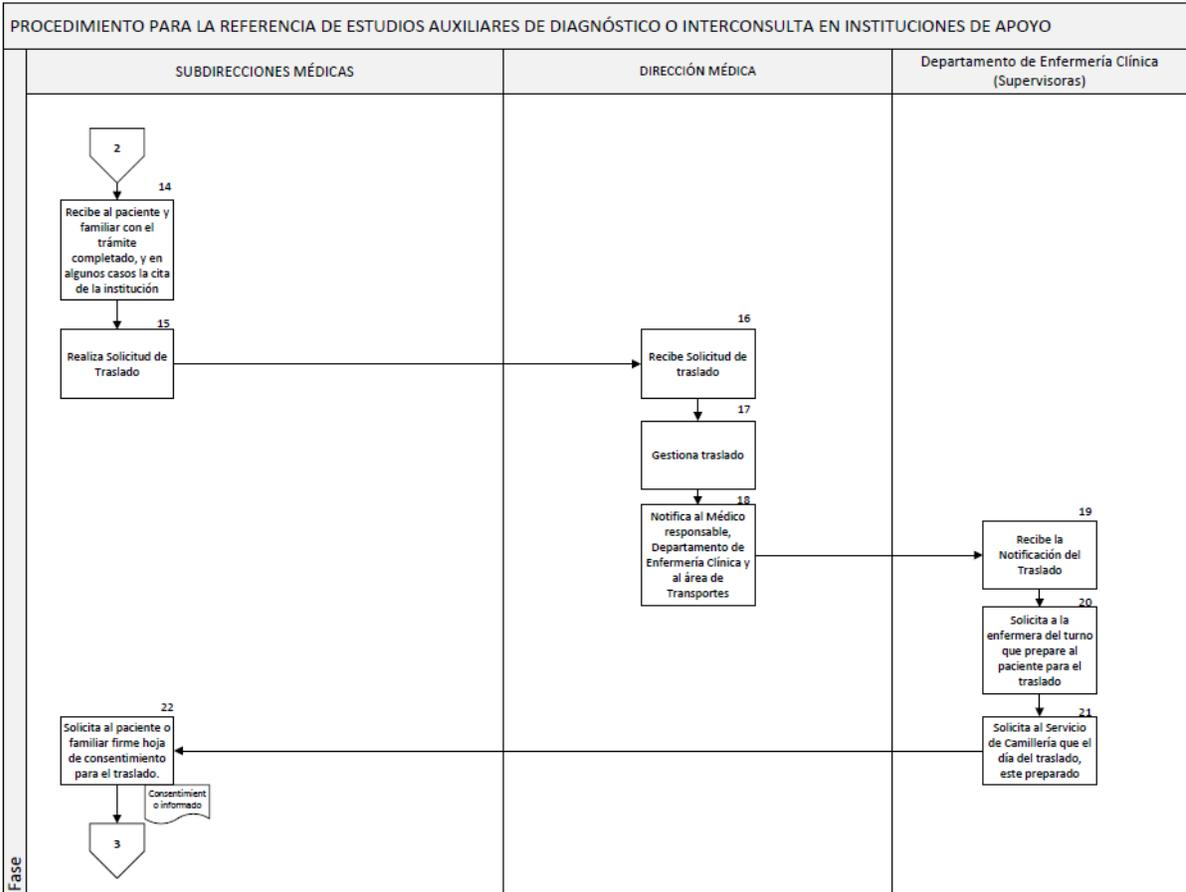 PROCEDIMIENTO PARA LA REFERENCIA DE ESTUDIOS AUXILIARES DE DIAGNÓSTICO O INTERCONSULTA EN INSTITUCIONES DE APOYO
SUBDIRECCIONES MÉDICAS
DIRECCIÓN MÉDICA
Departamento de Enfermería Clínica
(Supervisoras)
2
14
Recibe al paciente y
familiar con el
trámite
completado, y en
algunos casos la cita
de la institución
15
Realiza Solicitud de
Traslado
16
Recibe Solicitud de
traslado
17
Gestiona traslado
18
Notifica al Médico
responsable,
Departamento de
Enfermería Clínica y
al área de
Transportes
19
Recibe la
Notificación del
Traslado
20
Solicita a la
enfermera del turno
que prepare al
paciente para el
traslado
21
Solicita al Servicio
de Camillería que el
día del traslado,
este preparado
22
Solicita al paciente o
familiar firme hoja
de consentimiento
para el traslado.
Consentimient
o informado
3
Fase